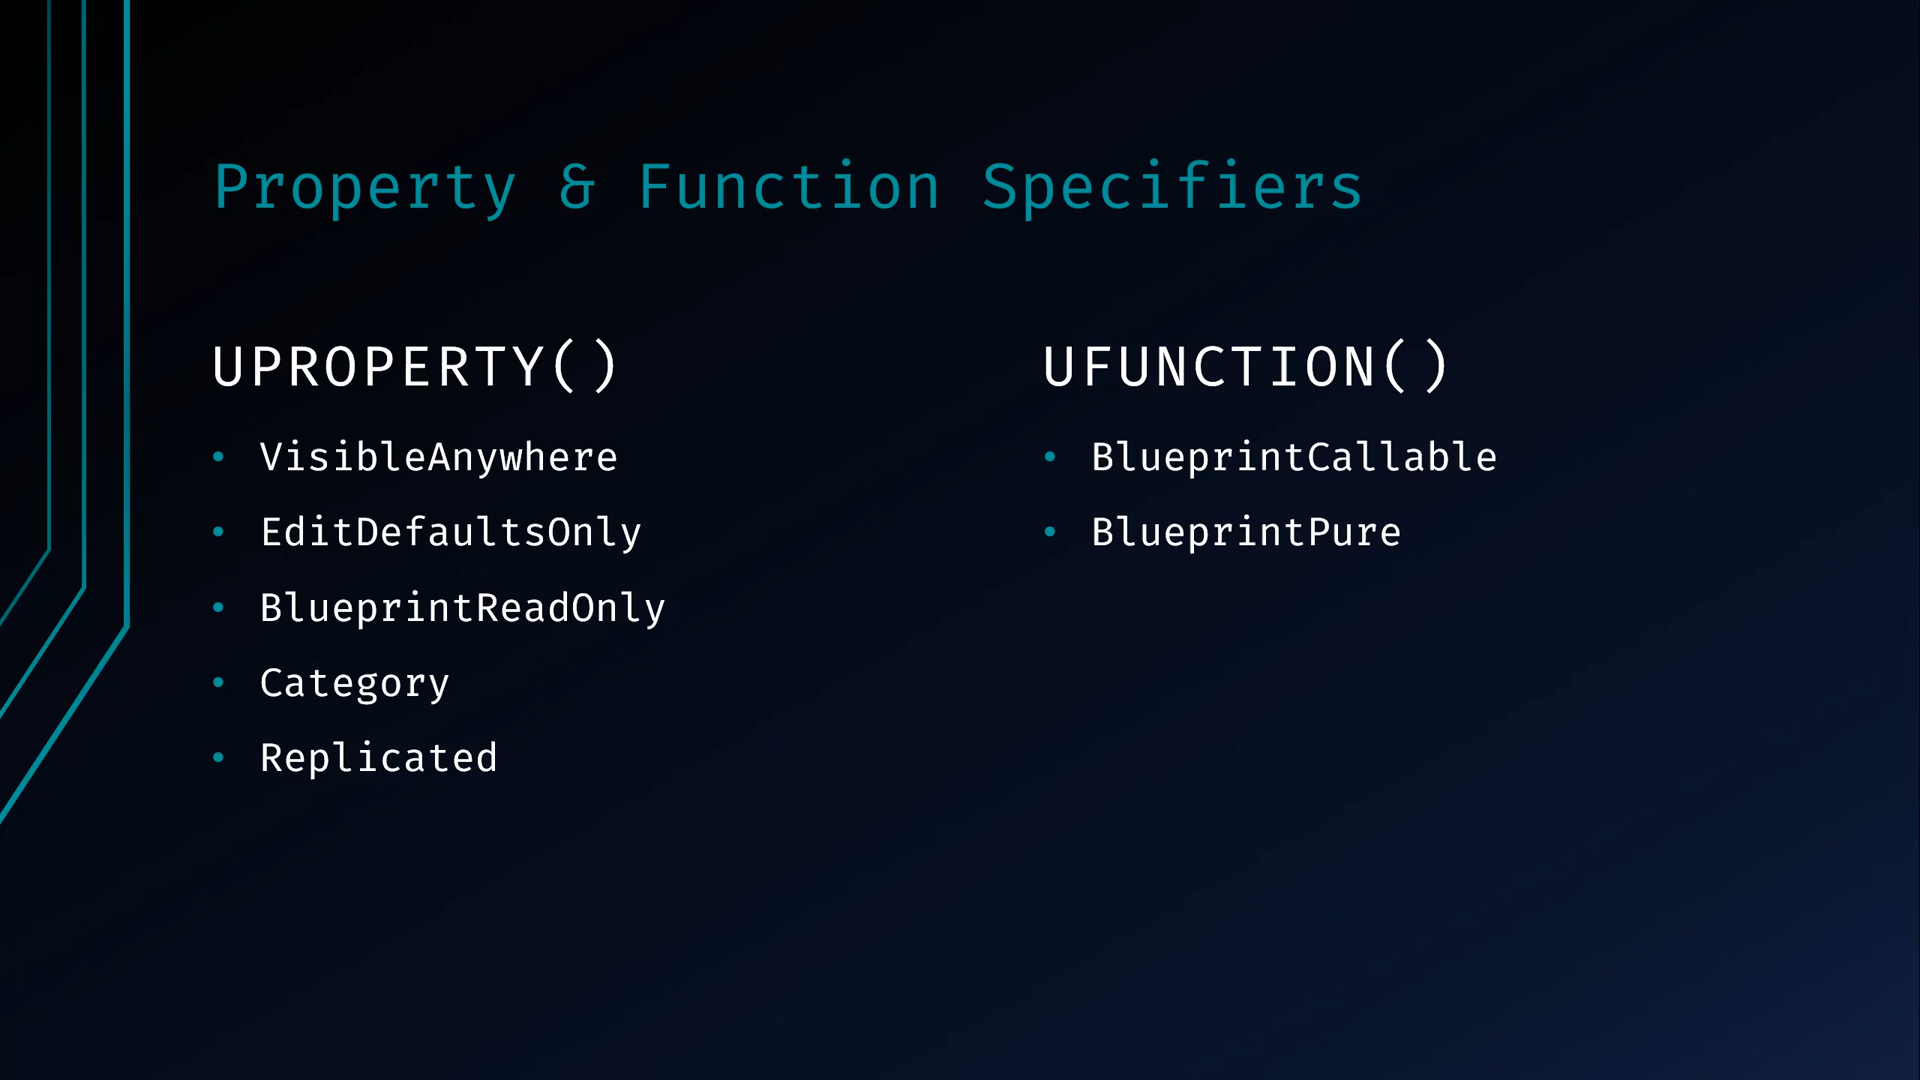 Property & Function Specifiers
UPROPERTY()
• VisibleAnywhere
• EditDefaultsOnly
• BlueprintReadOnly
• Category
• Replicated
UFUNCTION()
• BlueprintCallable
• BlueprintPure